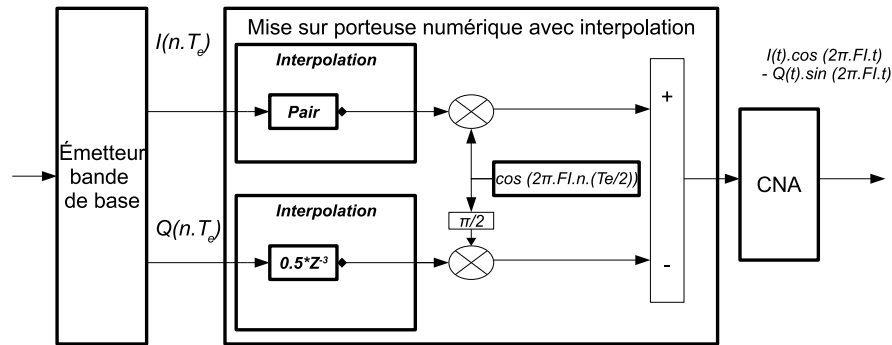 Mise sur porteuse numérique avec interpolation
I(n.Tₑ)
Interpolation
Pair
I(t).cos (2π.FI.t)
- Q(t).sin (2π.FI.t)
+
Émetteur
bande
de base
cos (2π.FI.n.(Te/2))
CNA
π/2
Q(n.Tₑ)
Interpolation
0.5*Z⁻³
-